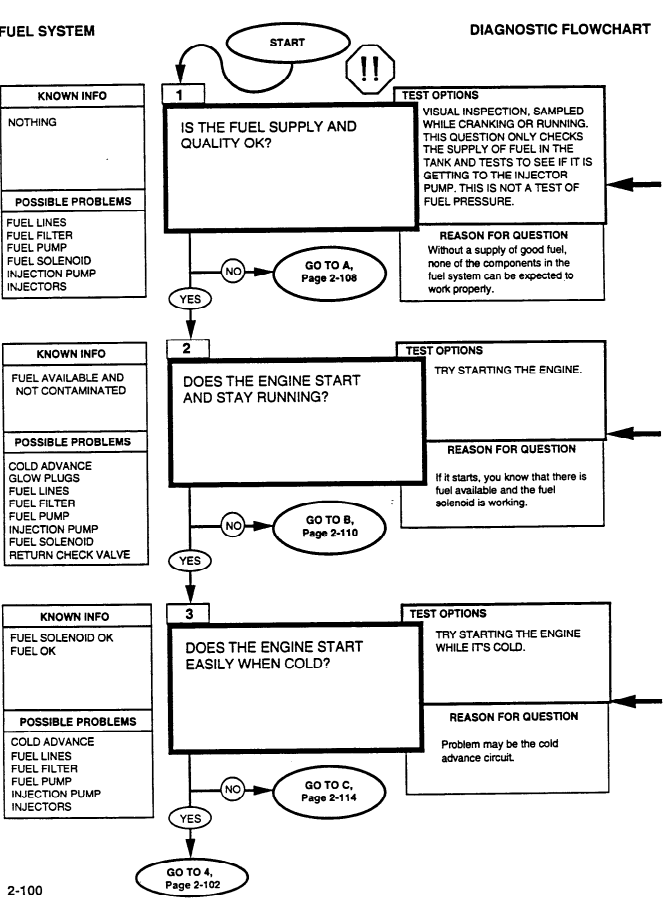 FUEL SYSTEM
DIAGNOSTIC FLOWCHART
START
!!
KNOWN INFO
NOTHING
POSSIBLE PROBLEMS
FUEL LINES
FUEL FILTER
FUEL PUMP
FUEL SOLENOID
INJECTION PUMP
INJECTORS
1
IS THE FUEL SUPPLY AND
QUALITY OK?
TEST OPTIONS
VISUAL INSPECTION, SAMPLED
WHILE CRANKING OR RUNNING.
THIS QUESTION ONLY CHECKS
THE SUPPLY OF FUEL IN THE
TANK AND TESTS TO SEE IF IT IS
GETTING TO THE INJECTOR
PUMP. THIS IS NOT A TEST OF
FUEL PRESSURE.
REASON FOR QUESTION
Without a supply of good fuel,
none of the components in the
fuel system can be expected to
work properly.
NO
GO TO A,
Page 2-108
YES
KNOWN INFO
FUEL AVAILABLE AND
NOT CONTAMINATED
POSSIBLE PROBLEMS
COLD ADVANCE
GLOW PLUGS
FUEL LINES
FUEL FILTER
FUEL PUMP
INJECTION PUMP
FUEL SOLENOID
RETURN CHECK VALVE
2
DOES THE ENGINE START
AND STAY RUNNING?
TEST OPTIONS
TRY STARTING THE ENGINE.
REASON FOR QUESTION
If it starts, you know that there is
fuel available and the fuel
solenoid is working.
NO
GO TO B,
Page 2-110
YES
KNOWN INFO
FUEL SOLENOID OK
FUEL OK
POSSIBLE PROBLEMS
COLD ADVANCE
FUEL LINES
FUEL FILTER
FUEL PUMP
INJECTION PUMP
INJECTORS
3
DOES THE ENGINE START
EASILY WHEN COLD?
TEST OPTIONS
TRY STARTING THE ENGINE
WHILE IT'S COLD.
REASON FOR QUESTION
Problem may be the cold
advance circuit.
NO
GO TO C,
Page 2-114
YES
GO TO 4,
Page 2-102
2-100